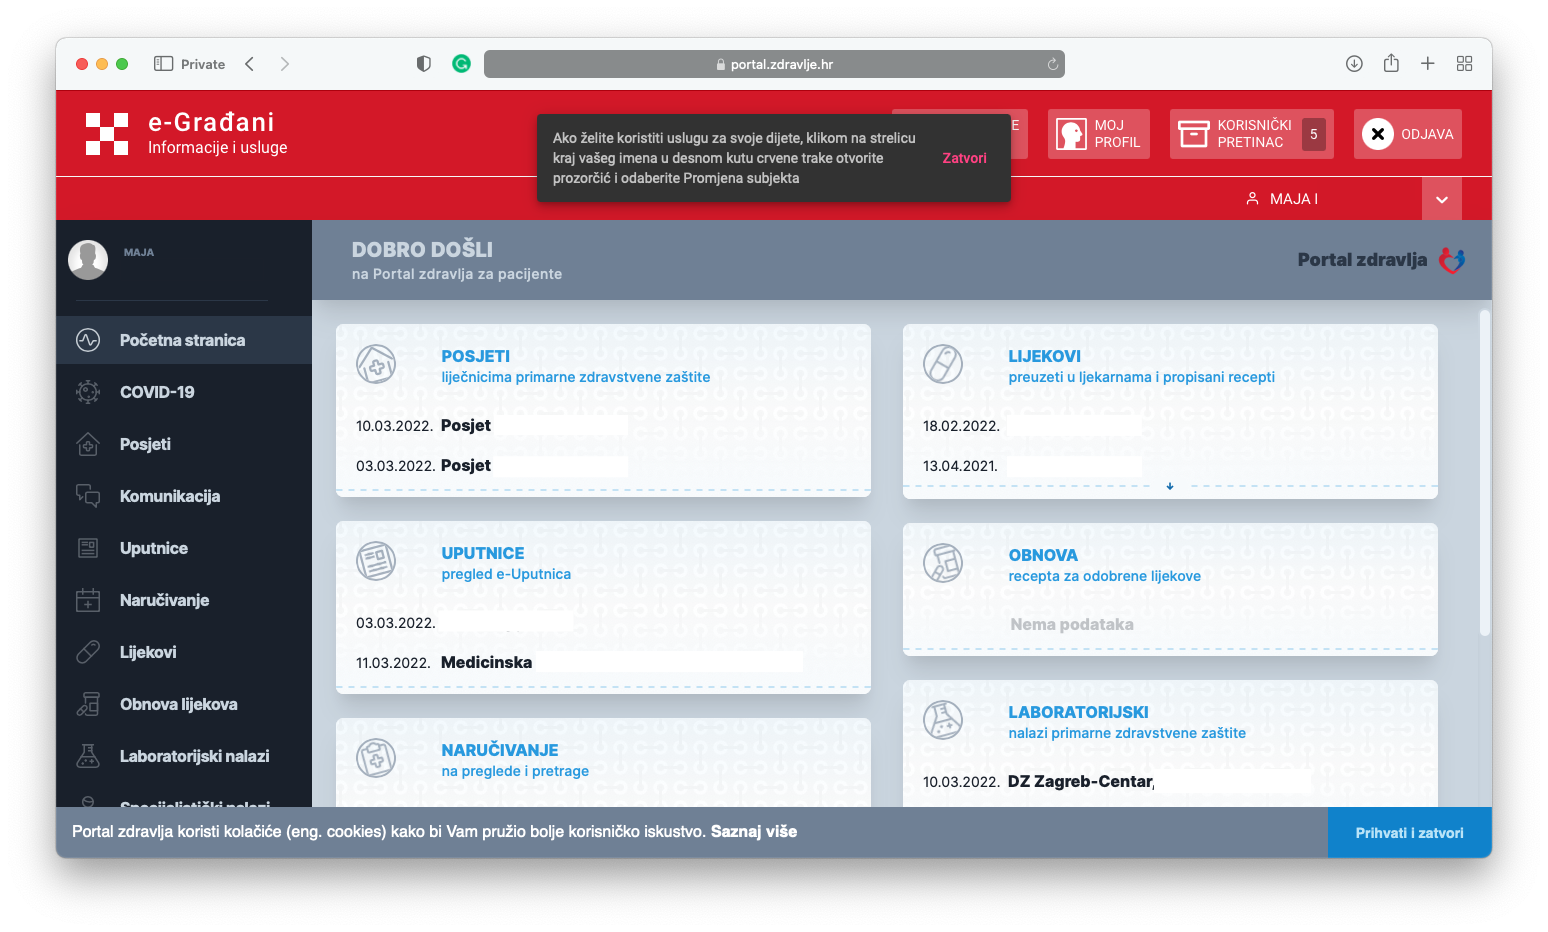 Private
portal.zdravlje.hr
e-Građani
Informacije i usluge
Ako želite koristiti uslugu za svoje dijete, klikom na strelicu
kraj vašeg imena u desnom kutu crvene trake otvorite
prozorčić i odaberite Promjena subjekta
Zatvori
E
MOJ
PROFIL
KORISNIČKI
PRETINAC
5
ODJAVA
MAJA I
MAJA
DOBRO DOŠLI
na Portal zdravlja za pacijente
Portal zdravlja
Početna stranica
COVID-19
Posjeti
Komunikacija
Uputnice
Naručivanje
Lijekovi
Obnova lijekova
Laboratorijski nalazi
Specijalistički nalazi
POSJETI
liječnicima primarne zdravstvene zaštite
10.03.2022. Posjet
03.03.2022. Posjet
LIJEKOVI
preuzeti u ljekarnama i propisani recepti
18.02.2022.
13.04.2021.
UPUTNICE
pregled e-Uputnica
03.03.2022.
11.03.2022. Medicinska
OBNOVA
recepta za odobrene lijekove
Nema podataka
NARUČIVANJE
na preglede i pretrage
LABORATORIJSKI
nalazi primarne zdravstvene zaštite
10.03.2022. DZ Zagreb-Centar,
Portal zdravlja koristi kolačiće (eng. cookies) kako bi Vam pružio bolje korisničko iskustvo. Saznaj više
Prihvati i zatvori